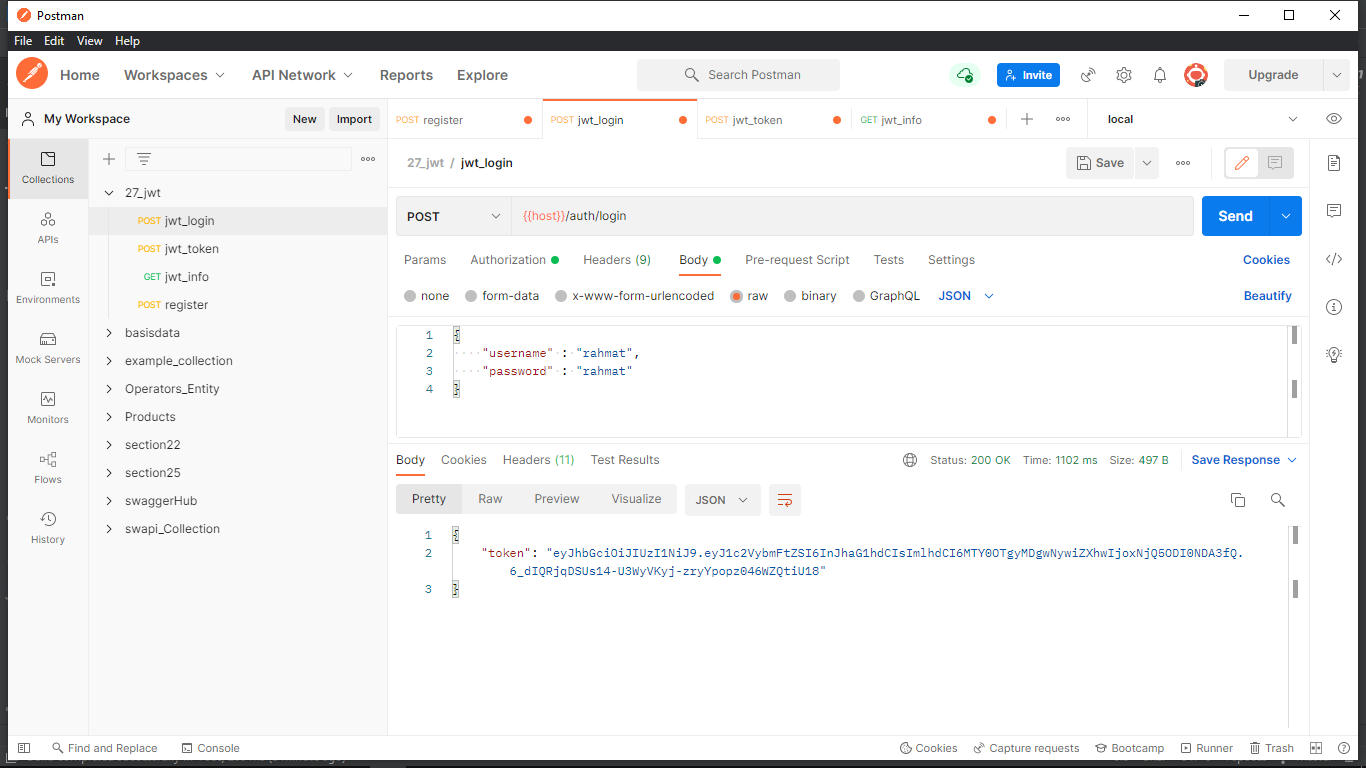 Postman
File Edit View Help
Home Workspaces API Network Reports Explore Search Postman Invite Upgrade
My Workspace New Import POST register POST jwt_login POST jwt_token GET jwt_info local
27_jwt / jwt_login Save
Collections
APIs
Environments
Mock Servers
Monitors
Flows
History
27_jwt
POST jwt_login
POST jwt_token
GET jwt_info
POST register
basisdata
example_collection
Operators_Entity
Products
section22
section25
swaggerHub
swapi_Collection
POST {{host}}/auth/login Send
Params Authorization Headers (9) Body Pre-request Script Tests Settings Cookies
none form-data x-www-form-urlencoded raw binary GraphQL JSON Beautify
1 {
2 "username" : "rahmat",
3 "password" : "rahmat"
4 }
Body Cookies Headers (11) Test Results Status: 200 OK Time: 1102 ms Size: 497 B Save Response
Pretty Raw Preview Visualize JSON
1 {
2 "token": "eyJhbGciOiJIUzI1NiJ9.eyJ1c2VybmFtZSI6InJhaG1hdCIsImlhdCI6MTY0OTgyMDgwNywiZXhwIjoxNjQ5ODI0NDA3fQ.
6_dIQRjqDSUs14-U3WyVKyj-zryYpopz046WZQtiU18"
3 }
Find and Replace Console Cookies Capture requests Bootcamp Runner Trash